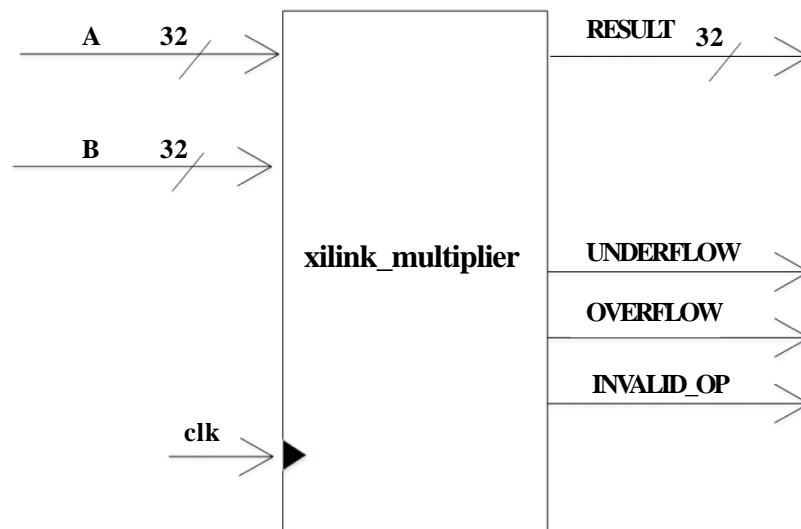 A 32
RESULT 32
B 32
xilink_multiplier
UNDERFLOW
OVERFLOW
INVALID_OP
clk